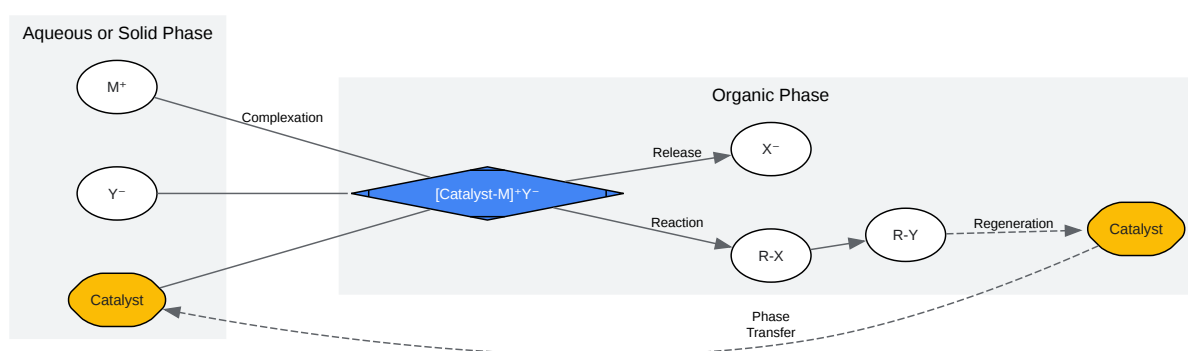 Aqueous or Solid Phase
M⁺
Complexation
Y⁻
Catalyst
Organic Phase
[Catalyst-M]⁺Y⁻
Release
X⁻
Reaction
R-X
R-Y
Regeneration
Catalyst
Phase
Transfer